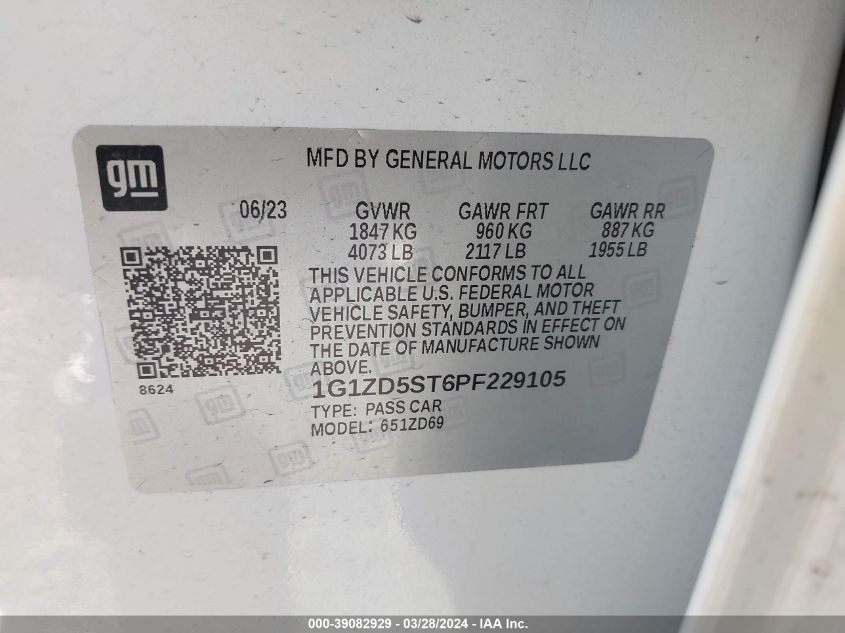 gm
MFD BY GENERAL MOTORS LLC
06/23 GVWR GAWR FRT GAWR RR
1847 KG 960 KG 887 KG
4073 LB 2117 LB 1955 LB
THIS VEHICLE CONFORMS TO ALL
APPLICABLE U.S. FEDERAL MOTOR
VEHICLE SAFETY, BUMPER, AND THEFT
PREVENTION STANDARDS IN EFFECT ON
THE DATE OF MANUFACTURE SHOWN
ABOVE.
8624
1G1ZD5ST6PF229105
TYPE: PASS CAR
MODEL: 651ZD69
000-39082929 - 03/28/2024 - IAA Inc.